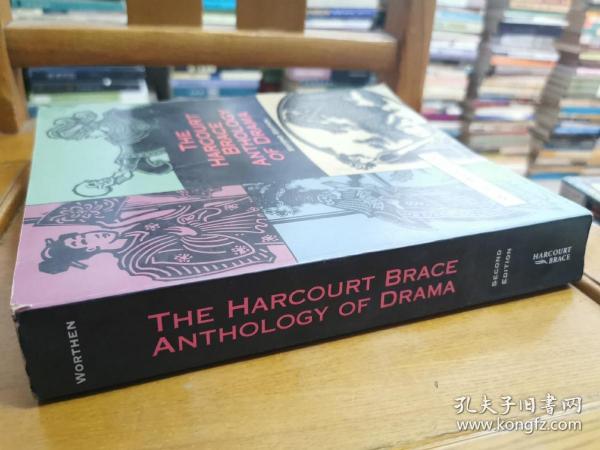 THE
HARCOURT
BRACE
ANTHOLOGY
OF DRAMA
WORTHEN
THE HARCOURT BRACE
ANTHOLOGY OF DRAMA
SECOND
EDITION
HARCOURT
BRACE
孔夫子旧书网
www.kongfz.com